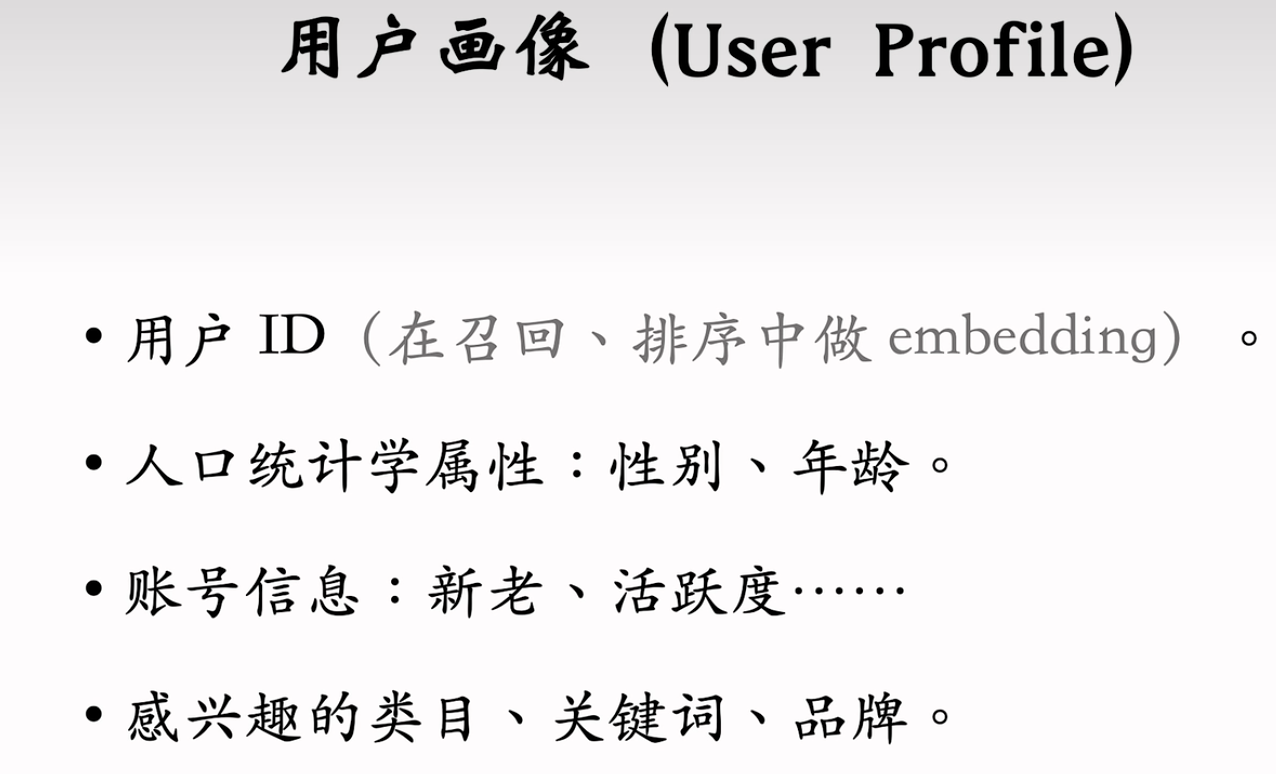 用户画像 (User Profile)
• 用户 ID（在召回、排序中做 embedding）。
• 人口统计学属性：性别、年龄。
• 账号信息：新老、活跃度……
• 感兴趣的类目、关键词、品牌。